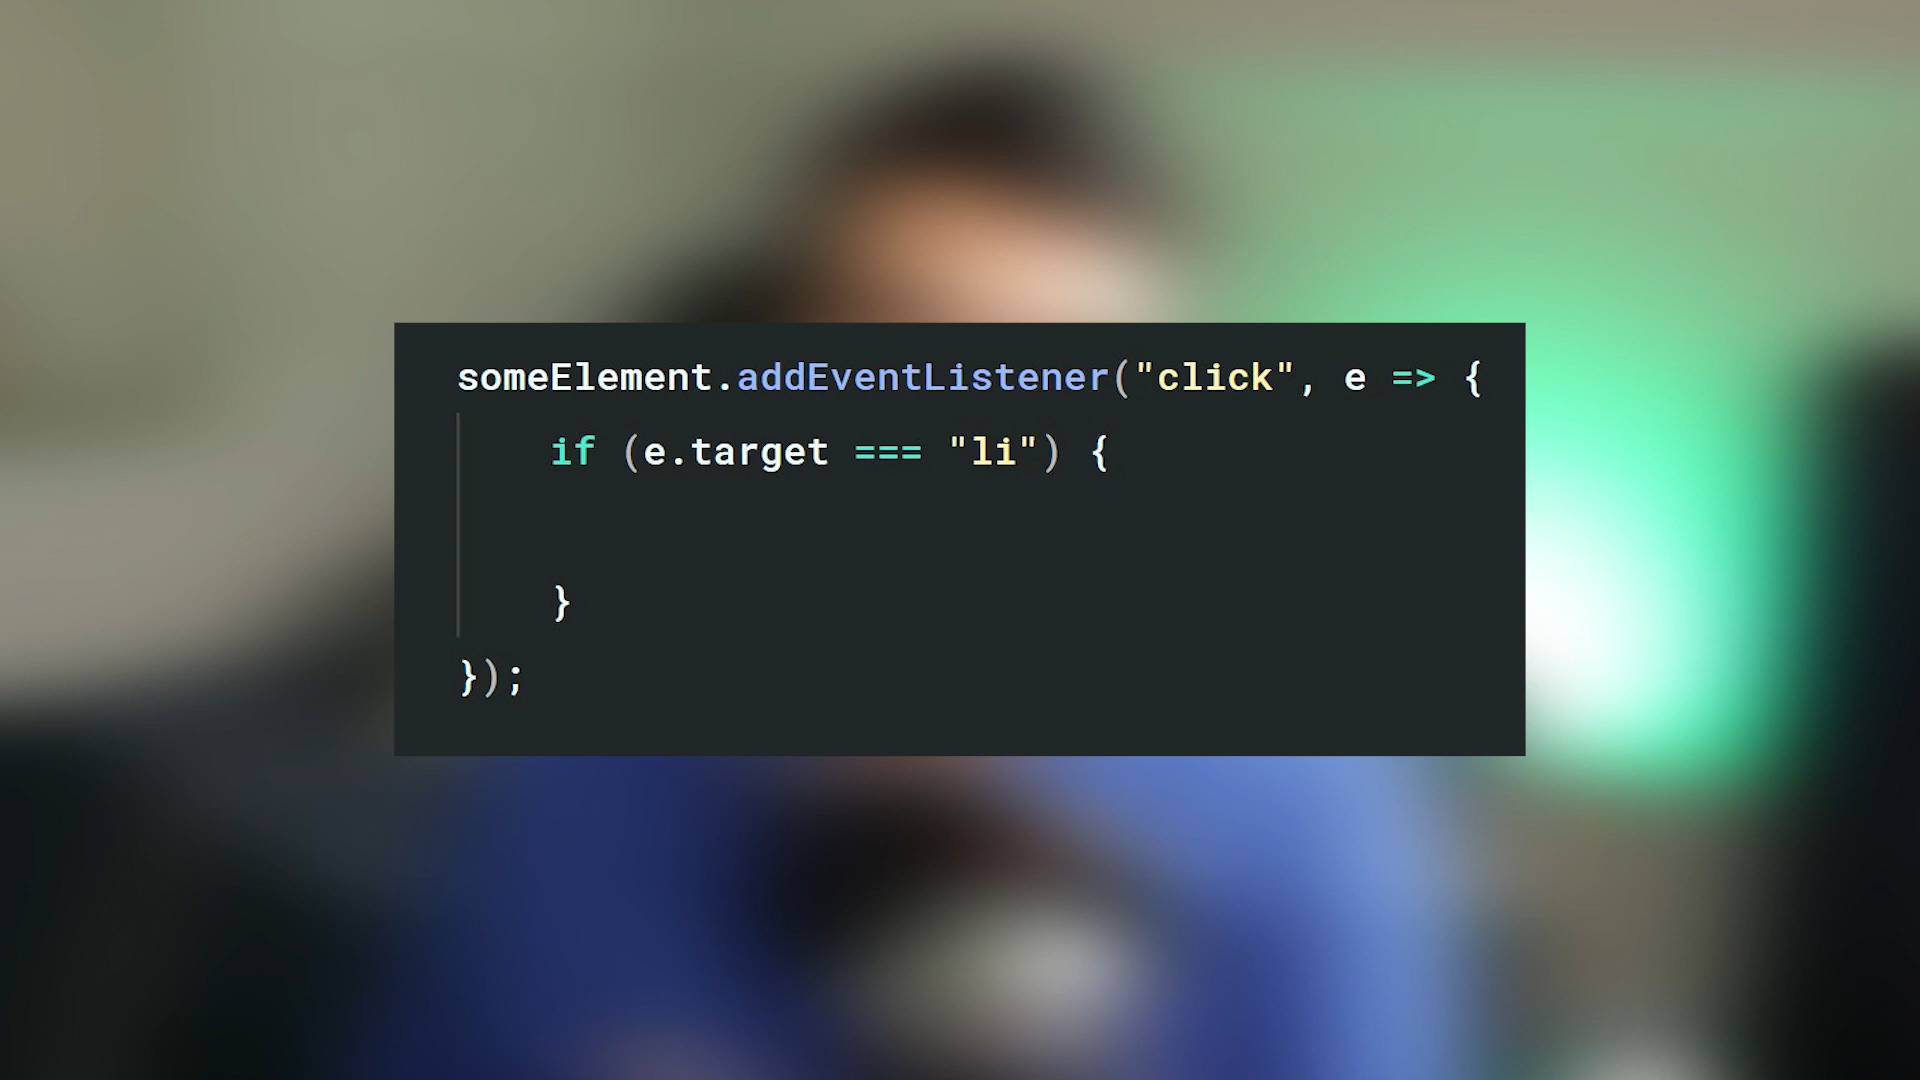 someElement.addEventListener("click", e => {
if (e.target === "li") {
}
});